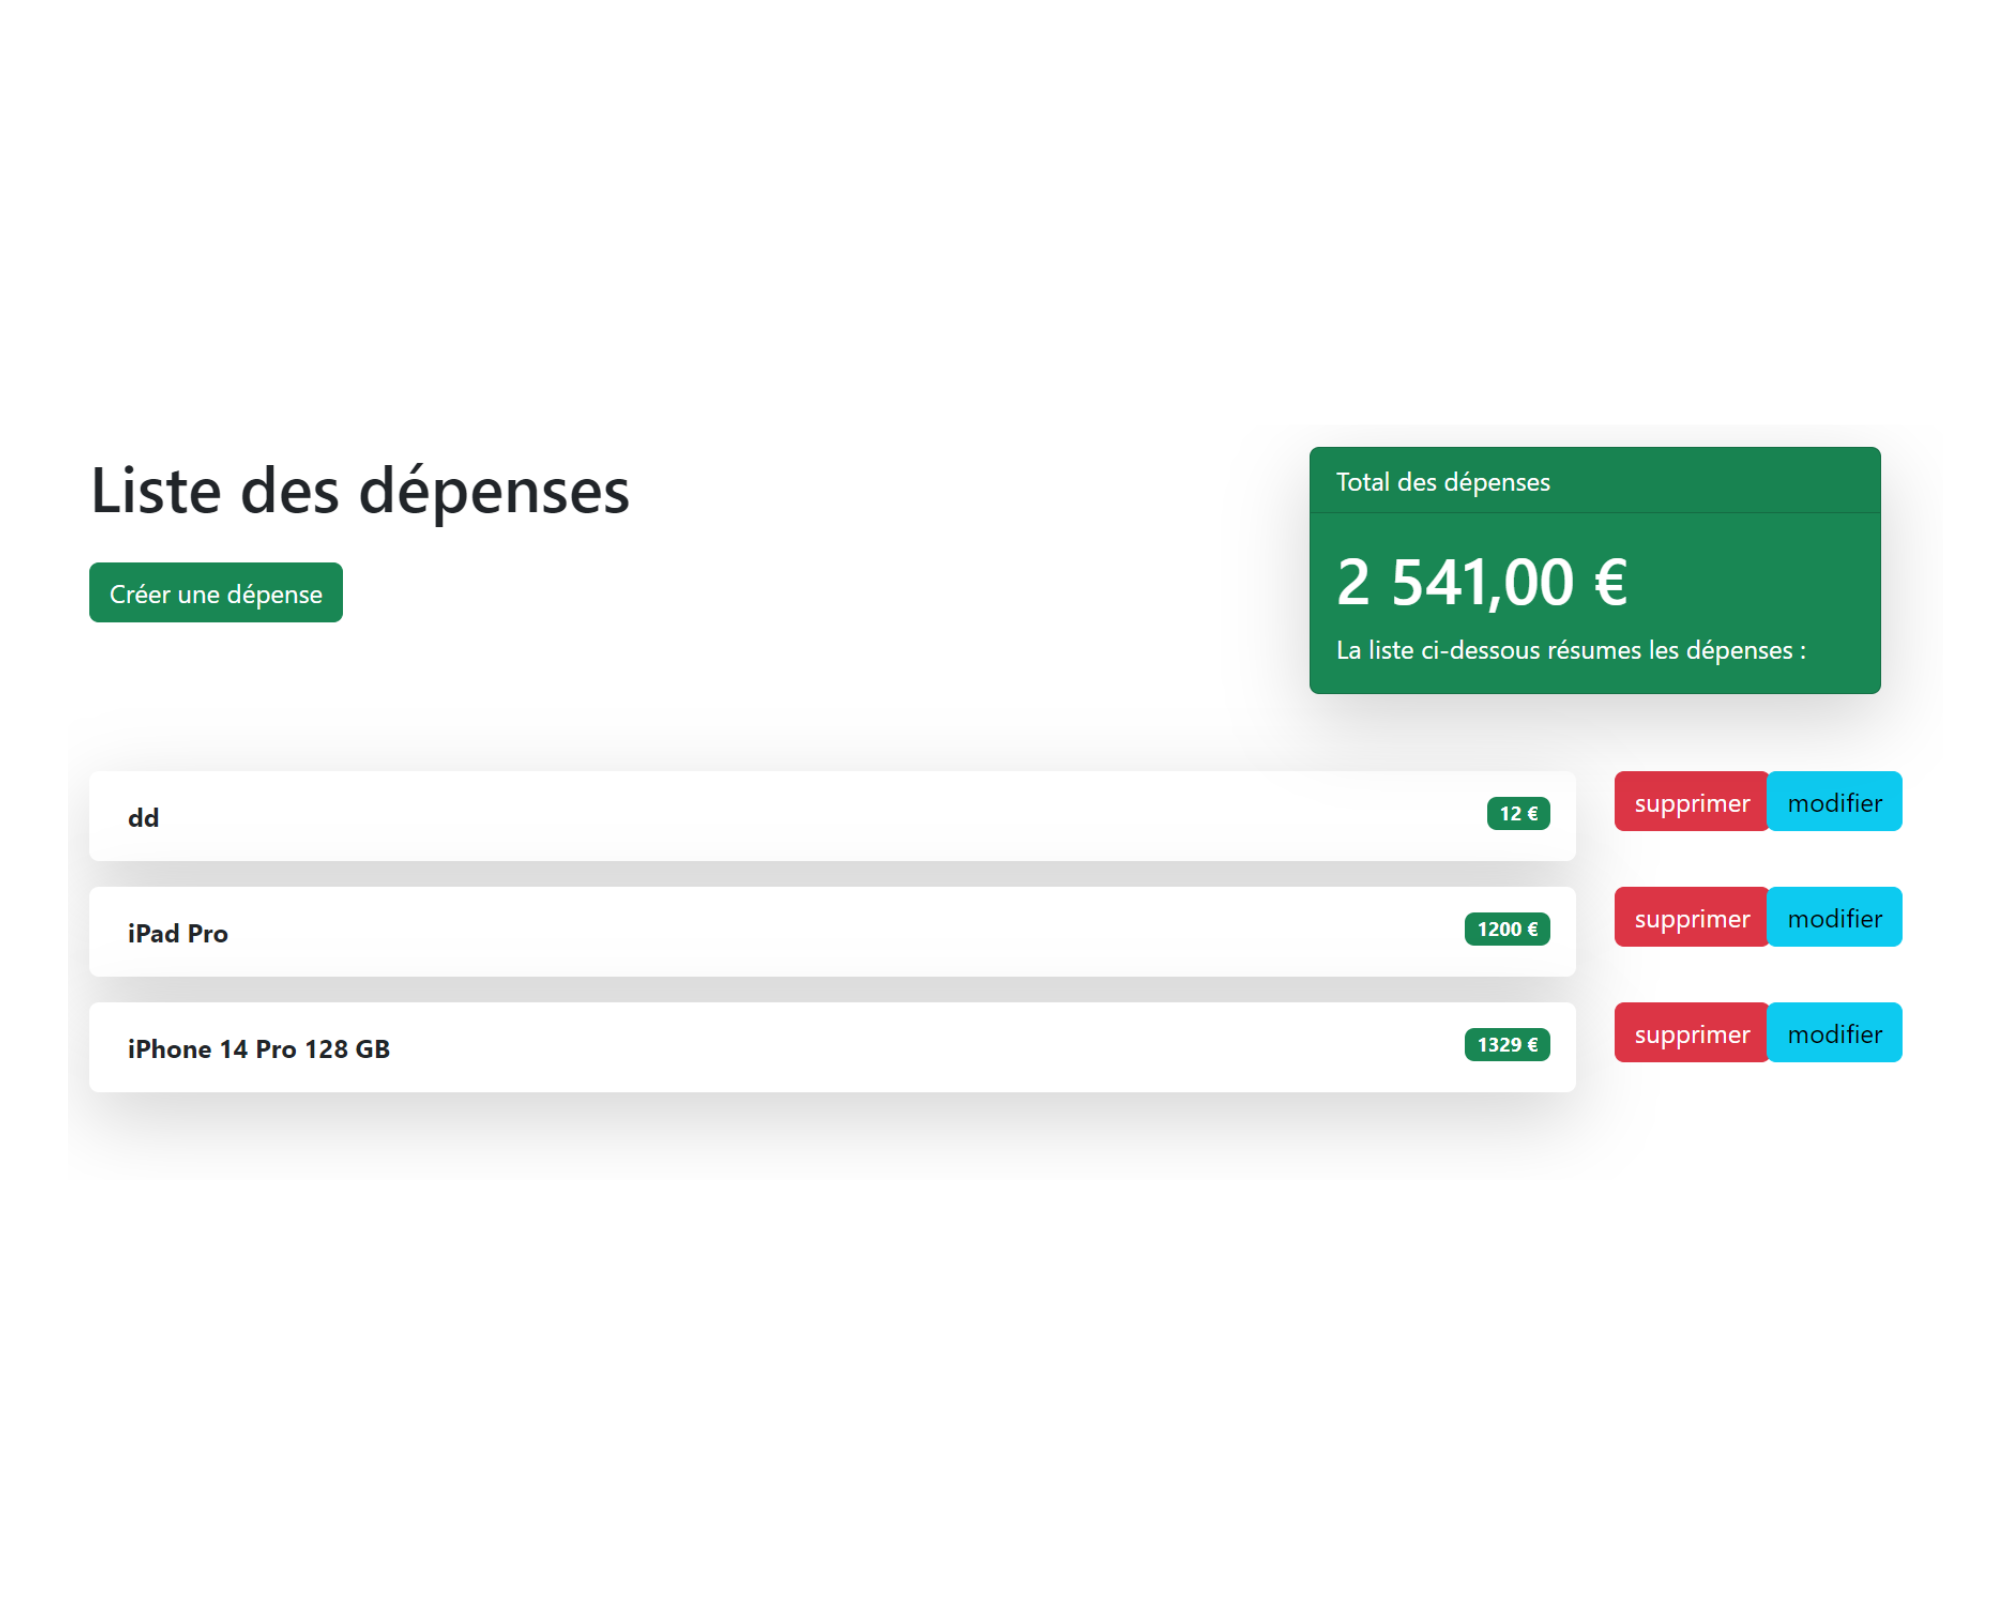 Liste des dépenses
Créer une dépense
Total des dépenses
2 541,00 €
La liste ci-dessous résumes les dépenses :
dd 12 € supprimer modifier
iPad Pro 1200 € supprimer modifier
iPhone 14 Pro 128 GB 1329 € supprimer modifier